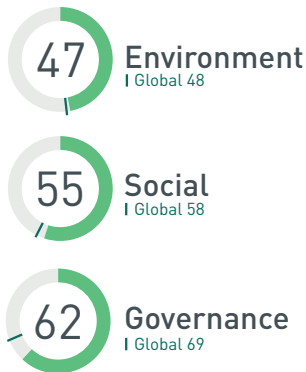 47
Environment
Global 48
55
Social
Global 58
62
Governance
Global 69